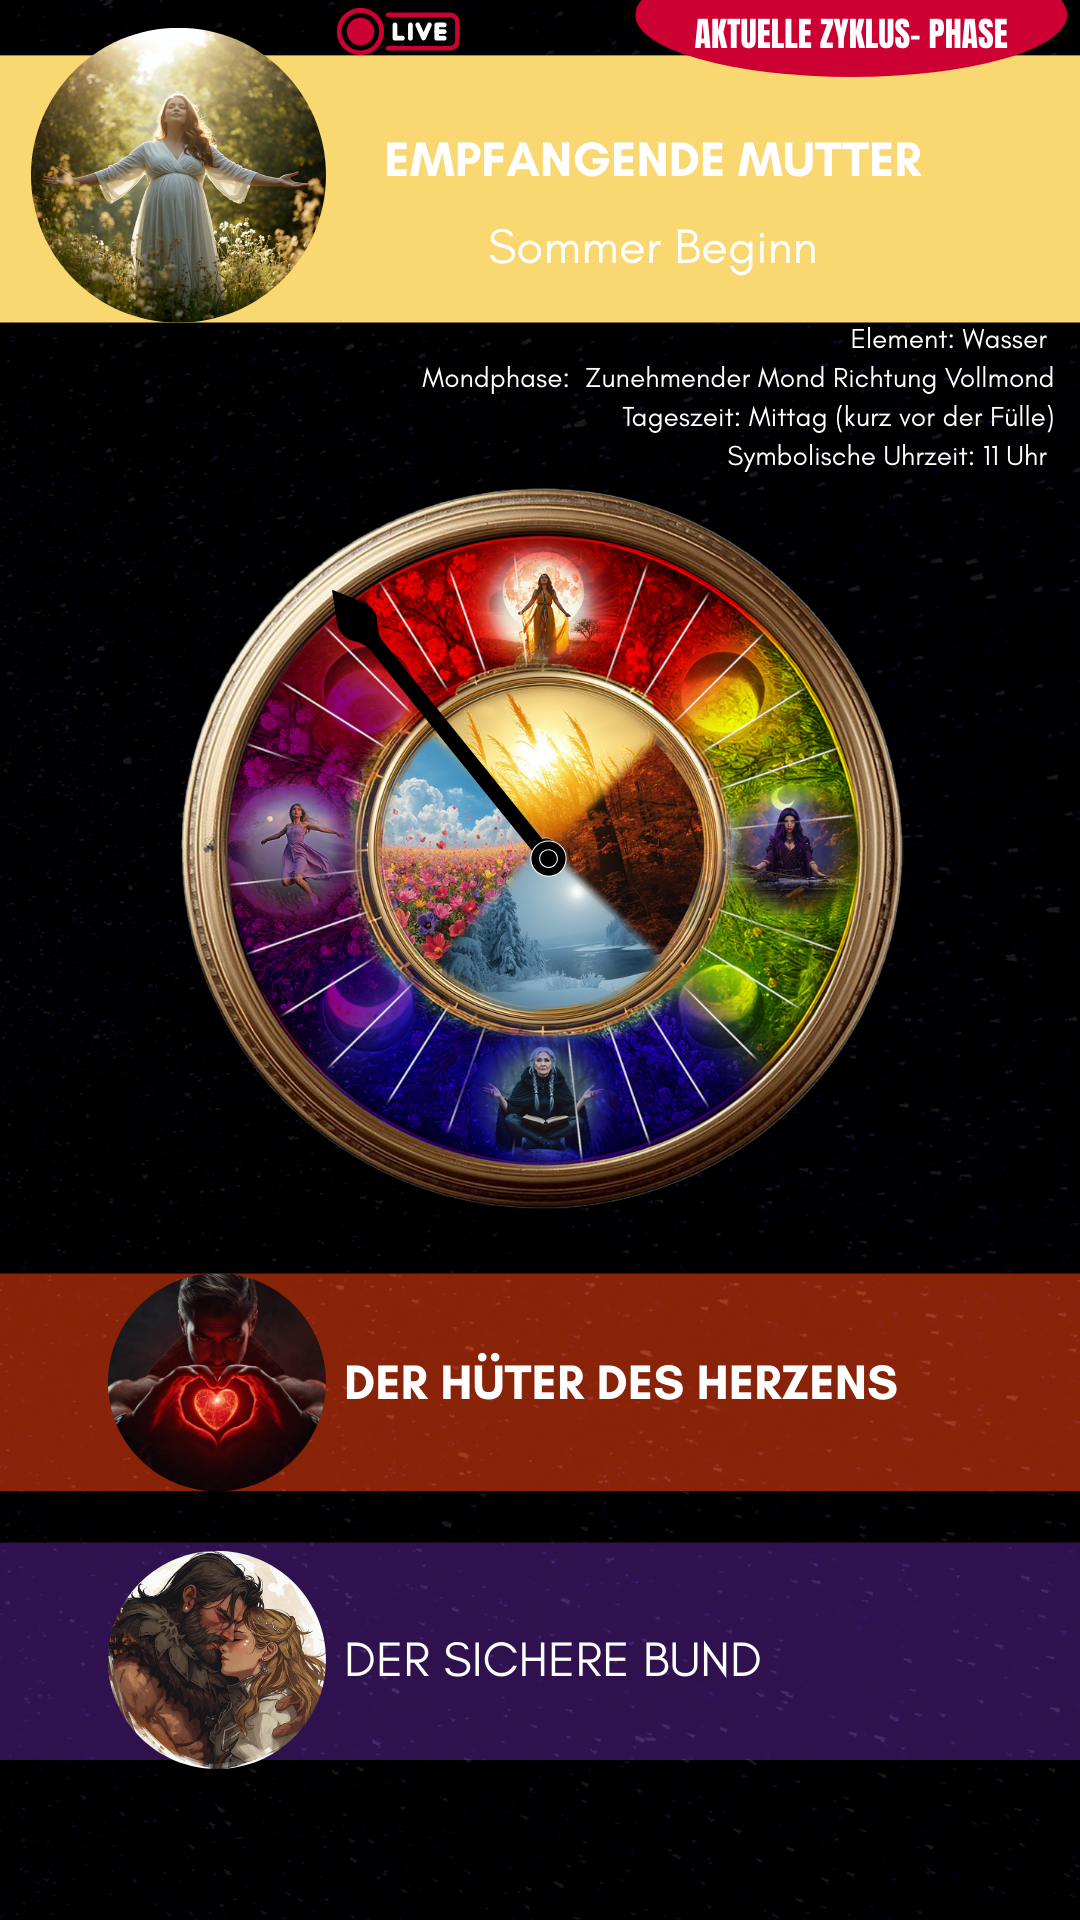 LIVE
AKTUELLE ZYKLUS- PHASE
EMPFANGENDE MUTTER
Sommer Beginn
Element: Wasser
Mondphase: Zunehmender Mond Richtung Vollmond
Tageszeit: Mittag (kurz vor der Fülle)
Symbolische Uhrzeit: 11 Uhr
DER HÜTER DES HERZENS
DER SICHERE BUND